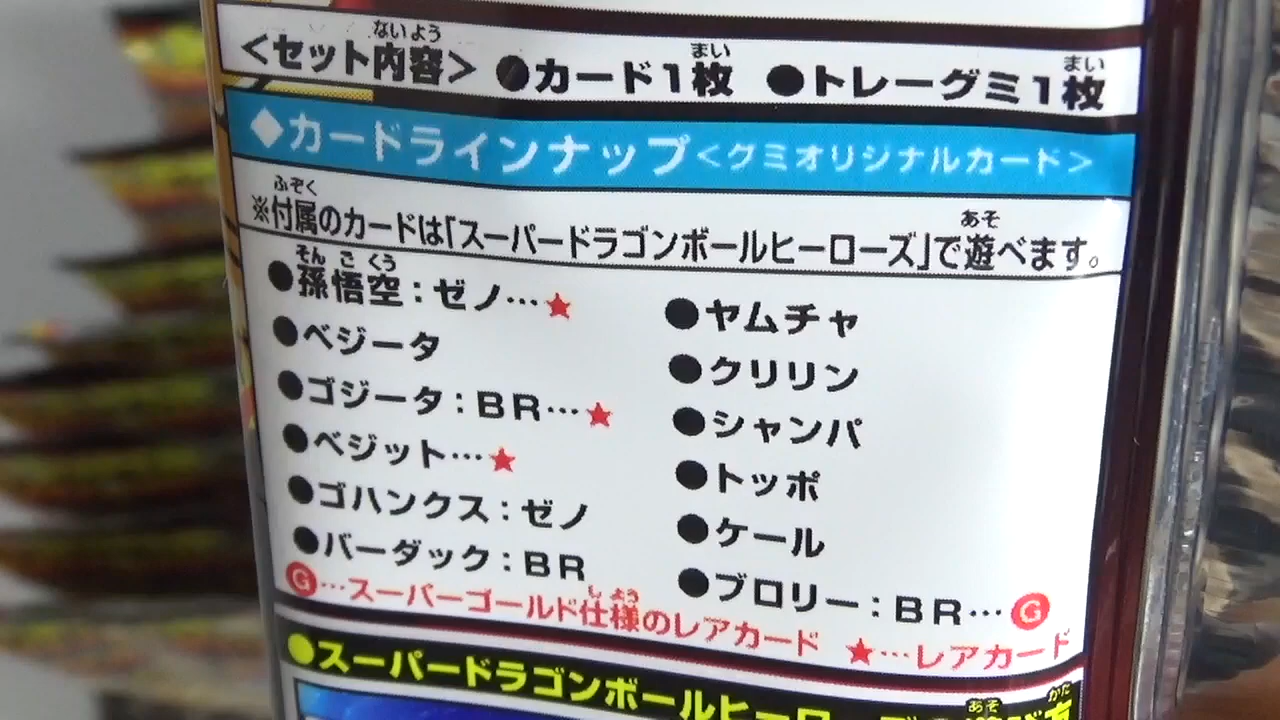 <セット内容> ●カード1枚 ●トレーグミ1枚
◆カードラインナップ<グミオリジナルカード>
※付属のカードは「スーパードラゴンボールヒーローズ」で遊べます。
●孫悟空：ゼノ…★
●ベジータ
●ゴジータ：BR…★
●ベジット…★
●ゴハンクス：ゼノ
●バーダック：BR
●ヤムチャ
●クリリン
●シャンパ
●トッポ
●ケール
●ブロリー：BR…G
G…スーパーゴールド仕様のレアカード ★…レアカード
●スーパードラゴンボールヒーロー